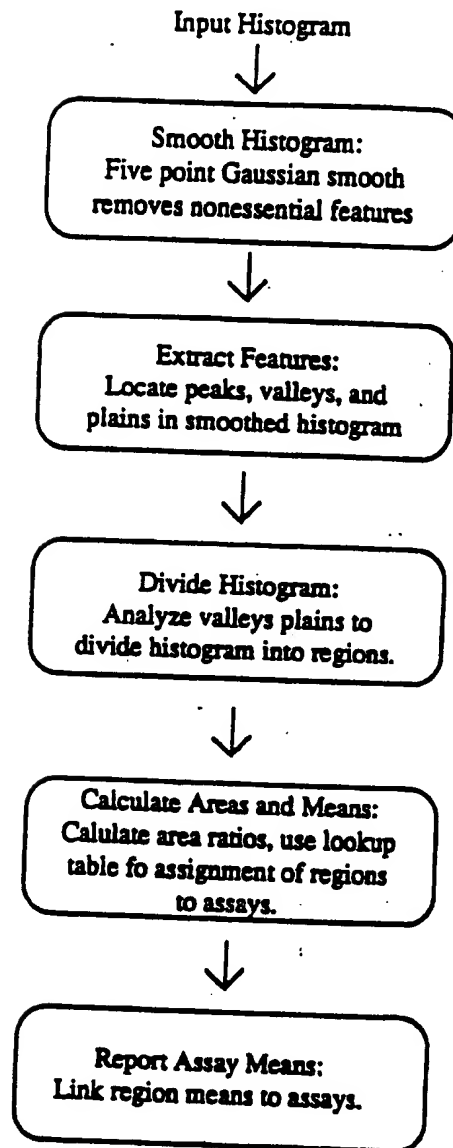 Input Histogram
Smooth Histogram:
Five point Gaussian smooth
removes nonessential features
Extract Features:
Locate peaks, valleys, and
plains in smoothed histogram
Divide Histogram:
Analyze valleys plains to
divide histogram into regions.
Calculate Areas and Means:
Calulate area ratios, use lookup
table fo assignment of regions
to assays.
Report Assay Means:
Link region means to assays.